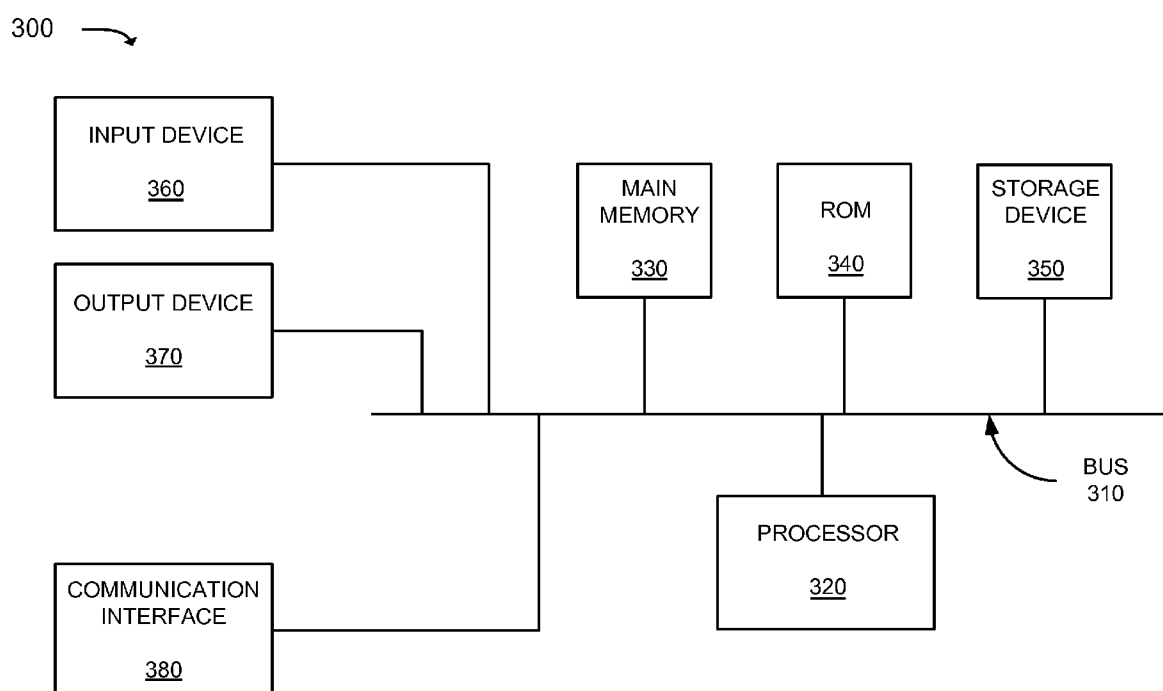 300
INPUT DEVICE
360
OUTPUT DEVICE
370
MAIN
MEMORY
330
ROM
340
STORAGE
DEVICE
350
BUS
310
PROCESSOR
320
COMMUNICATION
INTERFACE
380